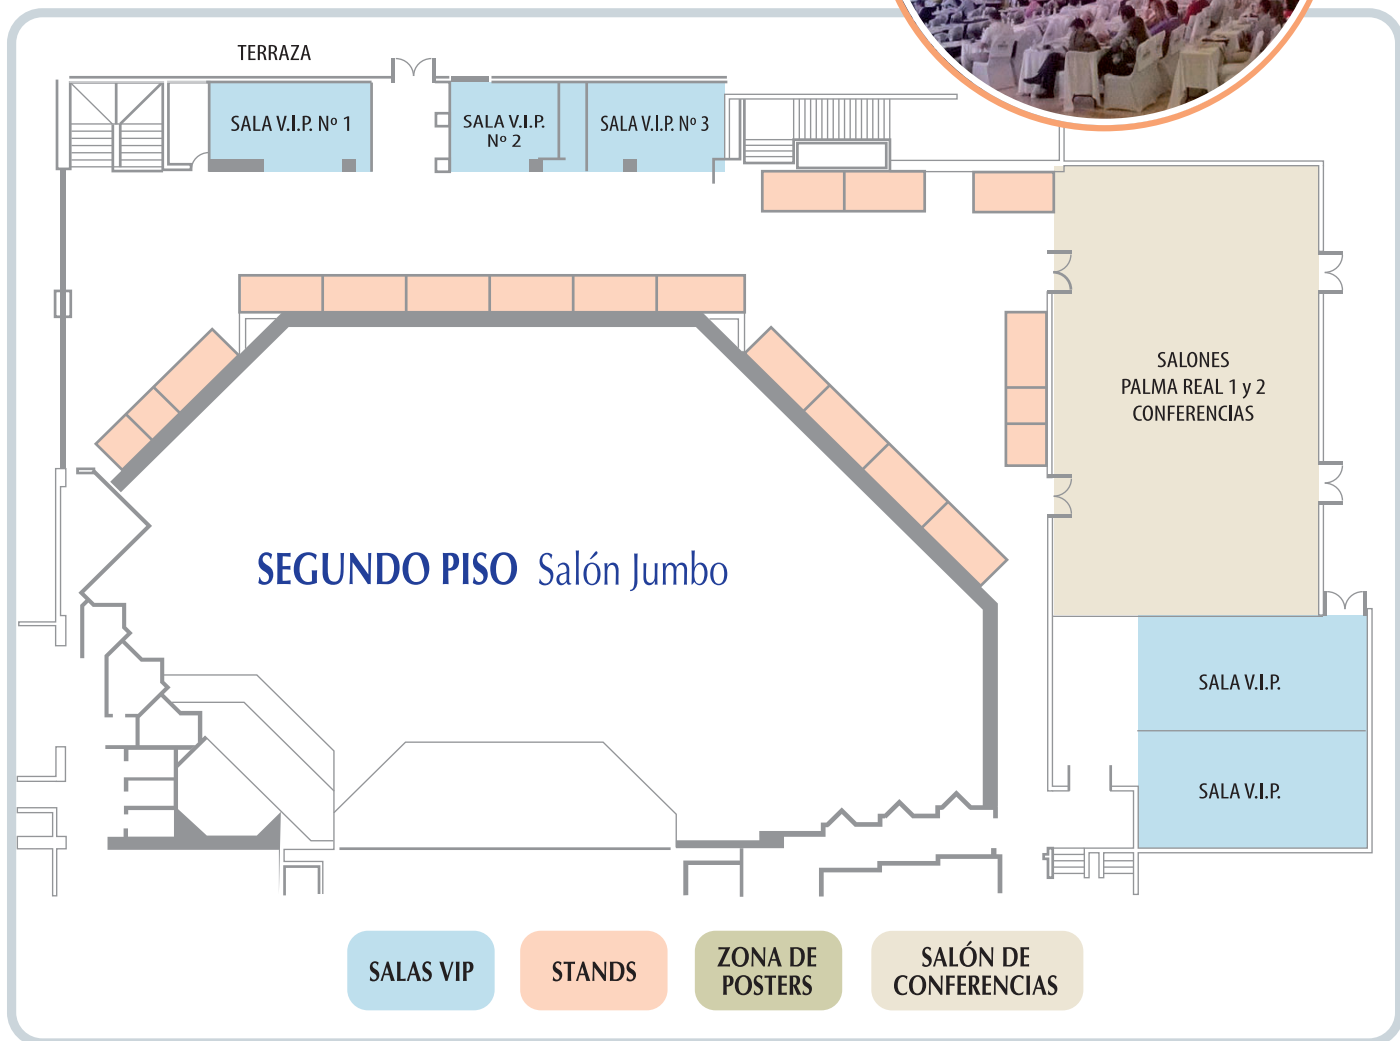 TERRAZA
SALA V.I.P. Nº 1
SALA V.I.P.
Nº 2
SALA V.I.P. Nº 3
SALONES
PALMA REAL 1 y 2
CONFERENCIAS
SEGUNDO PISO Salón Jumbo
SALA V.I.P.
SALA V.I.P.
SALAS VIP
STANDS
ZONA DE
POSTERS
SALÓN DE
CONFERENCIAS